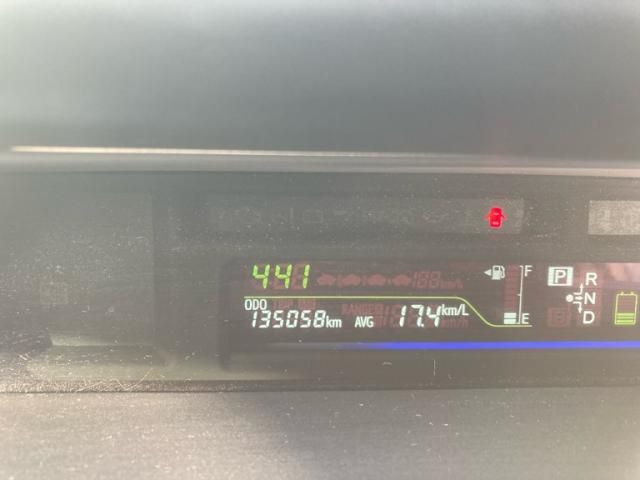 441 F
P R
ODO N
135058km AVG 17.4km/L E D